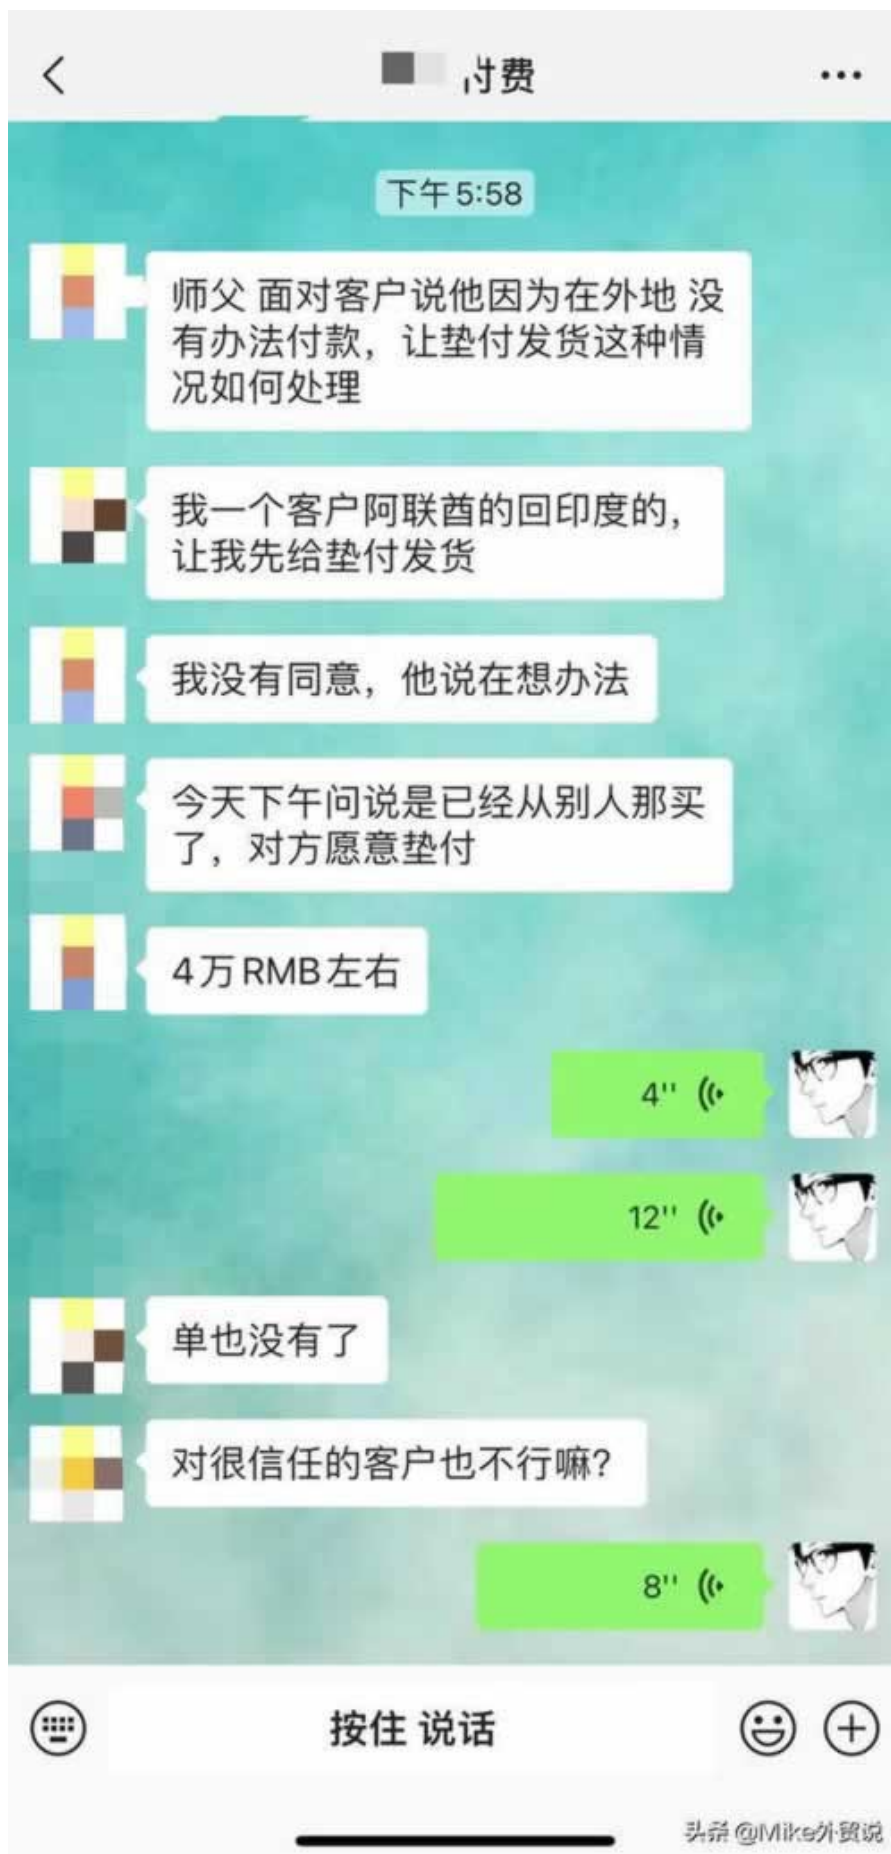 付费
下午5:58
师父 面对客户说他因为在外地 没
有办法付款，让垫付发货这种情
况如何处理
我一个客户阿联酋的回印度的，
让我先给垫付发货
我没有同意，他说在想办法
今天下午问说是已经从别人那买
了，对方愿意垫付
4万RMB左右
4''
12''
单也没有了
对很信任的客户也不行嘛？
8''
按住 说话
头条 @Mike外贸说